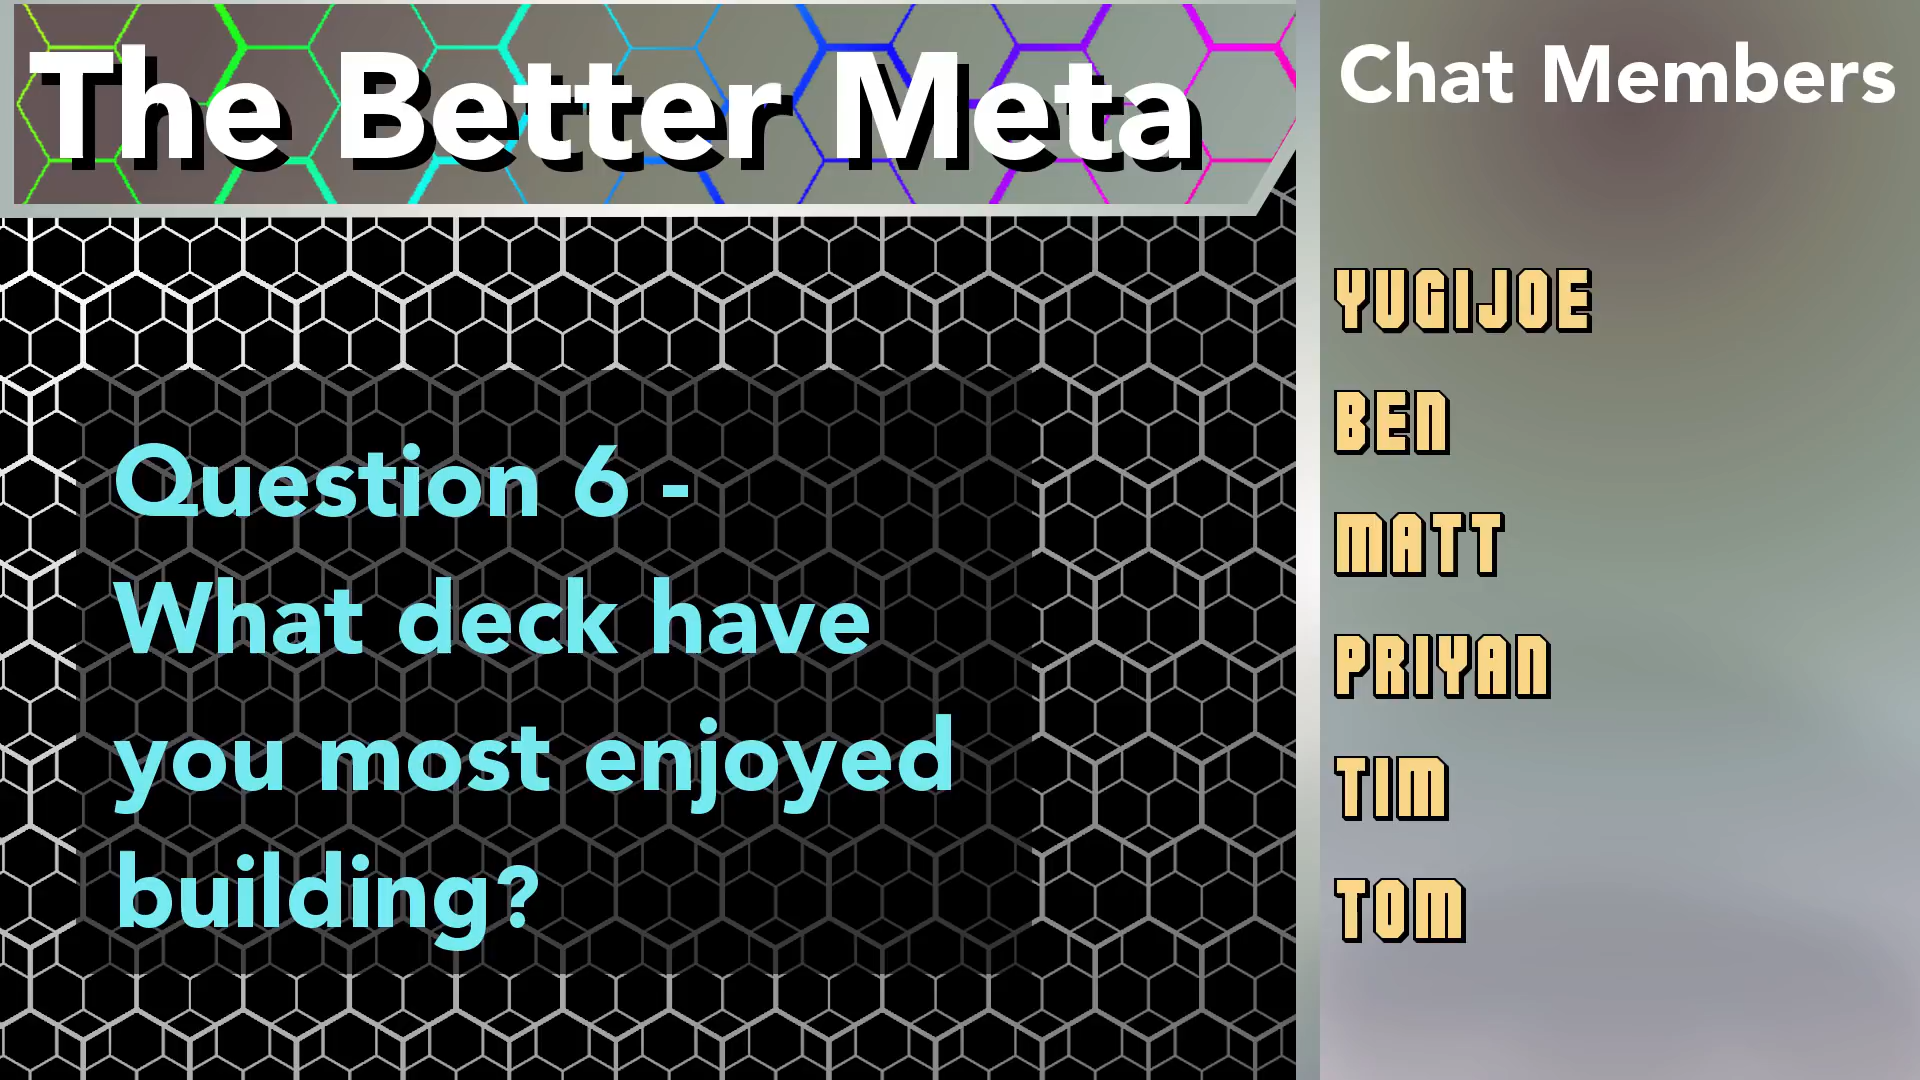 The Better Meta
Question 6 -
What deck have
you most enjoyed
building?
Chat Members
YUGIJOE
BEN
MATT
PRIYAN
TIM
TOM